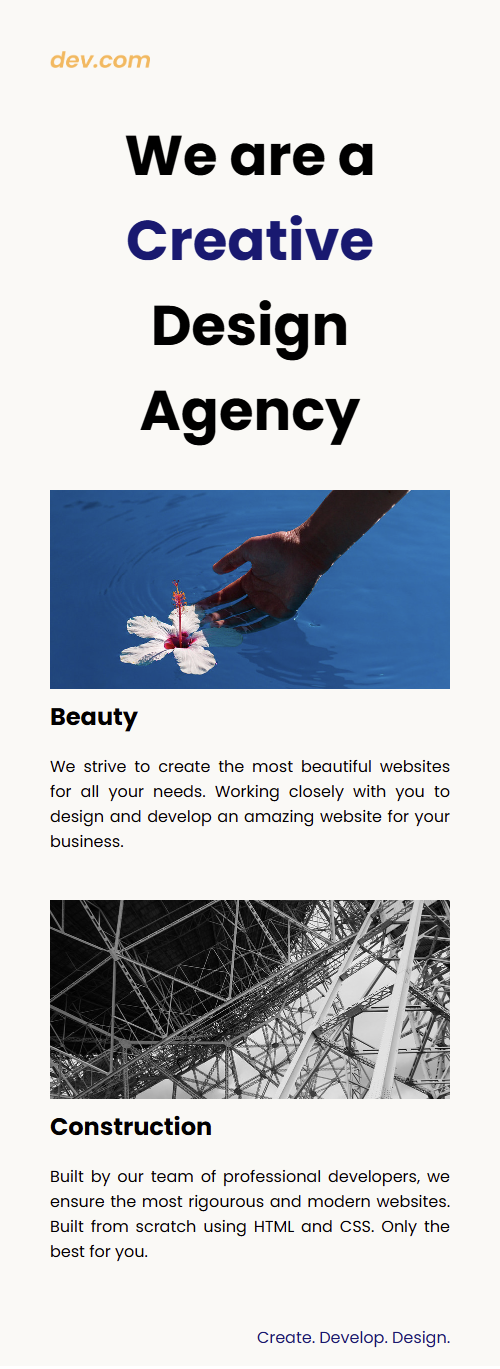 dev.com
We are a
Creative
Design
Agency
Beauty
We strive to create the most beautiful websites
for all your needs. Working closely with you to
design and develop an amazing website for your
business.
Construction
Built by our team of professional developers, we
ensure the most rigourous and modern websites.
Built from scratch using HTML and CSS. Only the
best for you.
Create. Develop. Design.